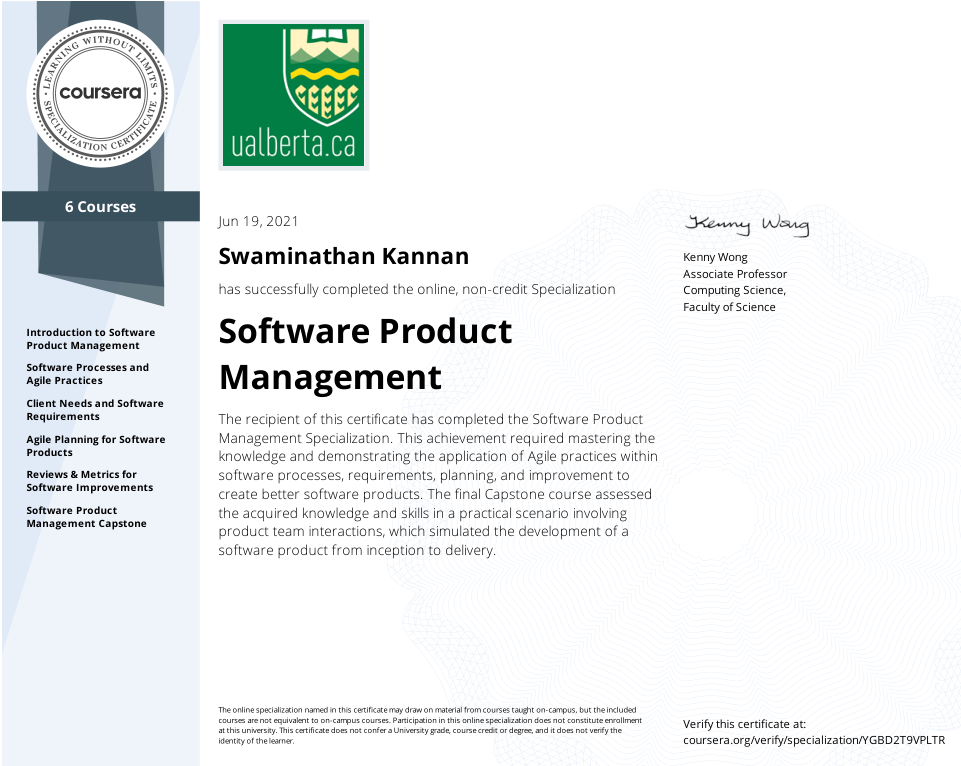 LEARNING WITHOUT LIMITS
coursera
SPECIALIZATION CERTIFICATE
6 Courses
Introduction to Software
Product Management
Software Processes and
Agile Practices
Client Needs and Software
Requirements
Agile Planning for Software
Products
Reviews & Metrics for
Software Improvements
Software Product
Management Capstone
ualberta.ca
Jun 19, 2021
Swaminathan Kannan
has successfully completed the online, non-credit Specialization
Software Product
Management
The recipient of this certificate has completed the Software Product
Management Specialization. This achievement required mastering the
knowledge and demonstrating the application of Agile practices within
software processes, requirements, planning, and improvement to
create better software products. The final Capstone course assessed
the acquired knowledge and skills in a practical scenario involving
product team interactions, which simulated the development of a
software product from inception to delivery.
Kenny Wong
Kenny Wong
Associate Professor
Computing Science,
Faculty of Science
The online specialization named in this certificate may draw on material from courses taught on-campus, but the included
courses are not equivalent to on-campus courses. Participation in this online specialization does not constitute enrollment
at this university. This certificate does not confer a University grade, course credit or degree, and it does not verify the
identity of the learner.
Verify this certificate at:
coursera.org/verify/specialization/YGBD2T9VPLTR